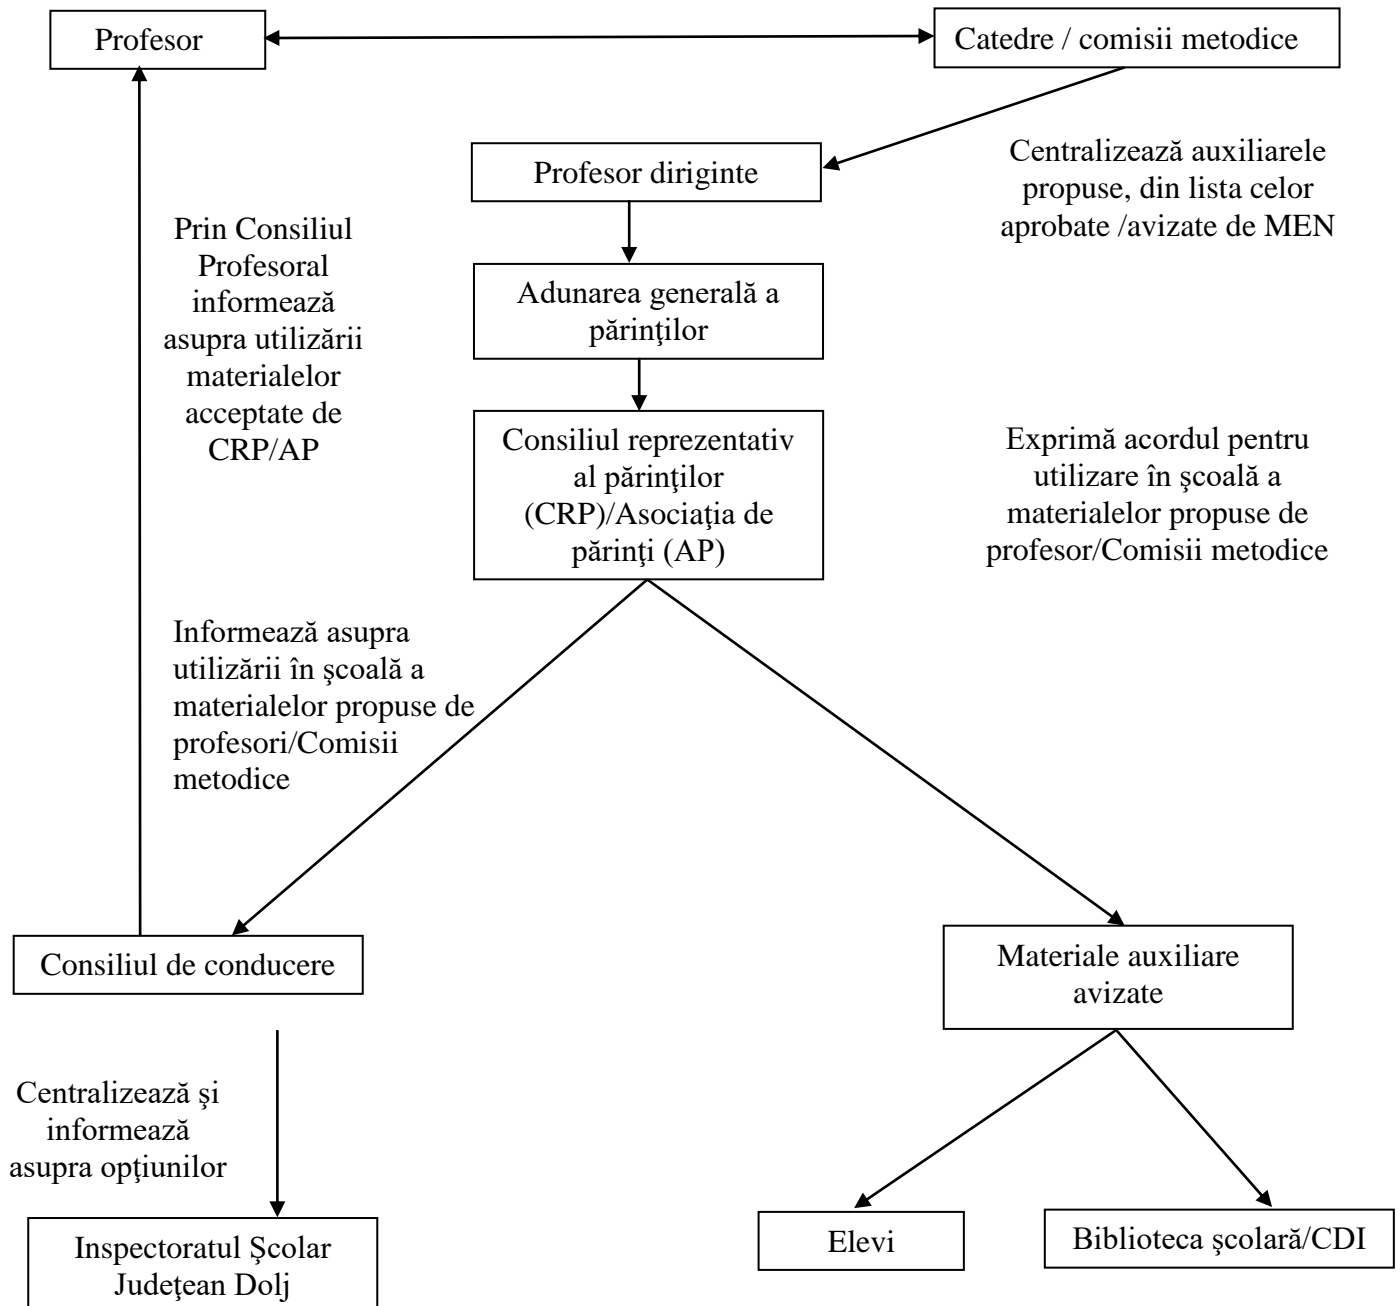 Profesor
Catedre / comisii metodice
Profesor diriginte
Centralizează auxiliarele
propuse, din lista celor
aprobate /avizate de MEN
Prin Consiliul
Profesoral
informează
asupra utilizării
materialelor
acceptate de
CRP/AP
Adunarea generală a
părinţilor
Consiliul reprezentativ
al părinţilor
(CRP)/Asociaţia de
părinţi (AP)
Exprimă acordul pentru
utilizare în şcoală a
materialelor propuse de
profesor/Comisii metodice
Informează asupra
utilizării în şcoală a
materialelor propuse de
profesori/Comisii
metodice
Consiliul de conducere
Materiale auxiliare
avizate
Centralizează şi
informează
asupra opţiunilor
Inspectoratul Şcolar
Judeţean Dolj
Elevi
Biblioteca şcolară/CDI